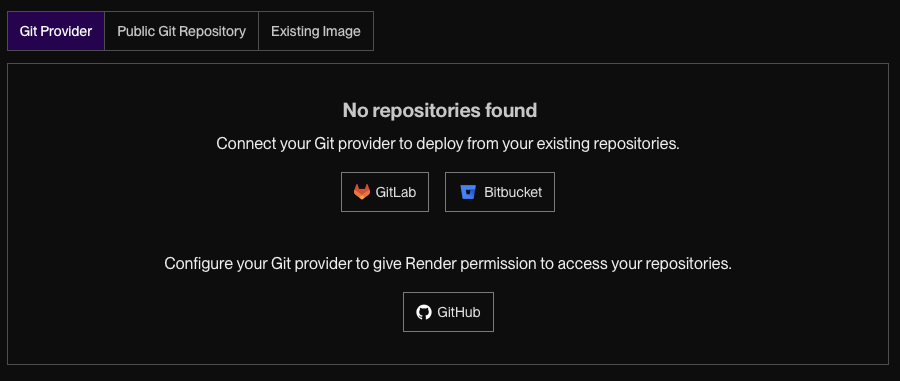 Git Provider
Public Git Repository
Existing Image
No repositories found
Connect your Git provider to deploy from your existing repositories.
GitLab
Bitbucket
Configure your Git provider to give Render permission to access your repositories.
GitHub